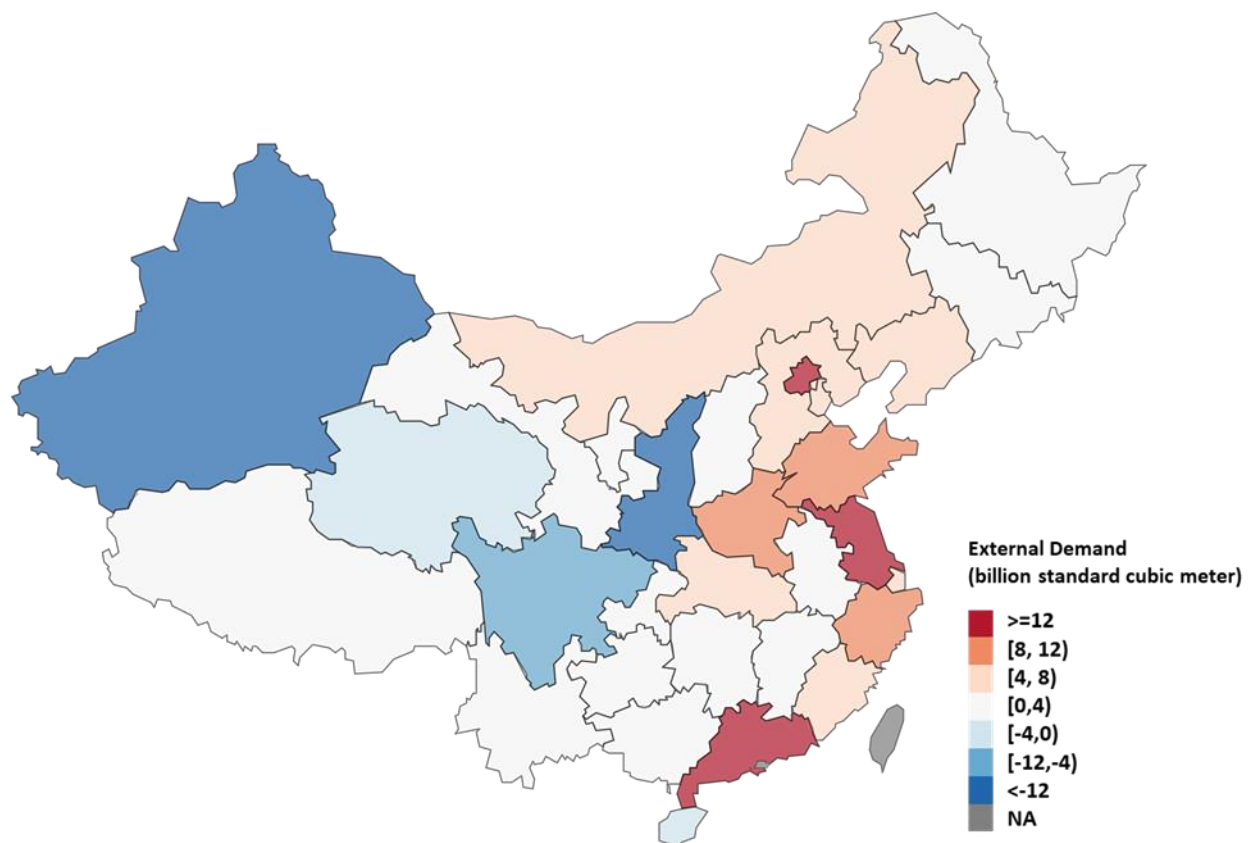 External Demand
(billion standard cubic meter)
>=12
[8, 12)
[4, 8)
[0,4)
[-4,0)
[-12,-4)
<-12
NA